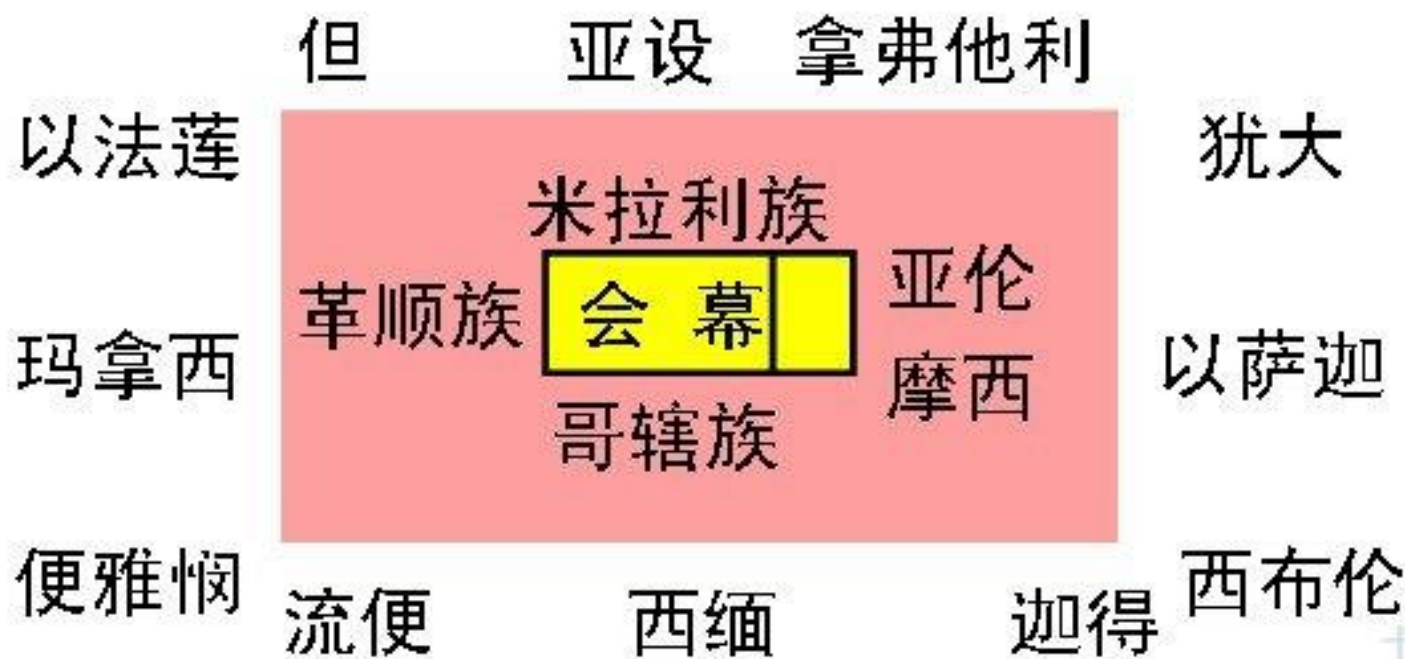 但 亚设 拿弗他利
以法莲 犹大
米拉利族
革顺族 会 幕 亚伦
玛拿西 摩西 以萨迦
哥辖族
便雅悯 西布伦
流便 西缅 迦得